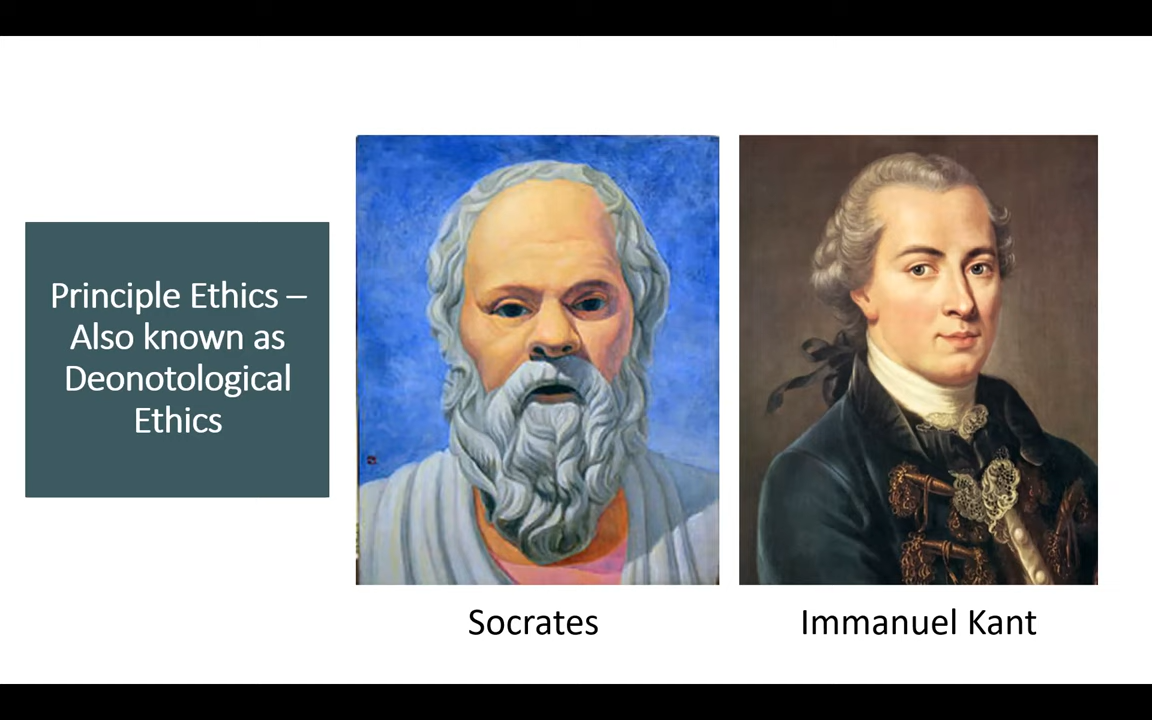 Principle Ethics –
Also known as
Deonotological
Ethics
Socrates
Immanuel Kant